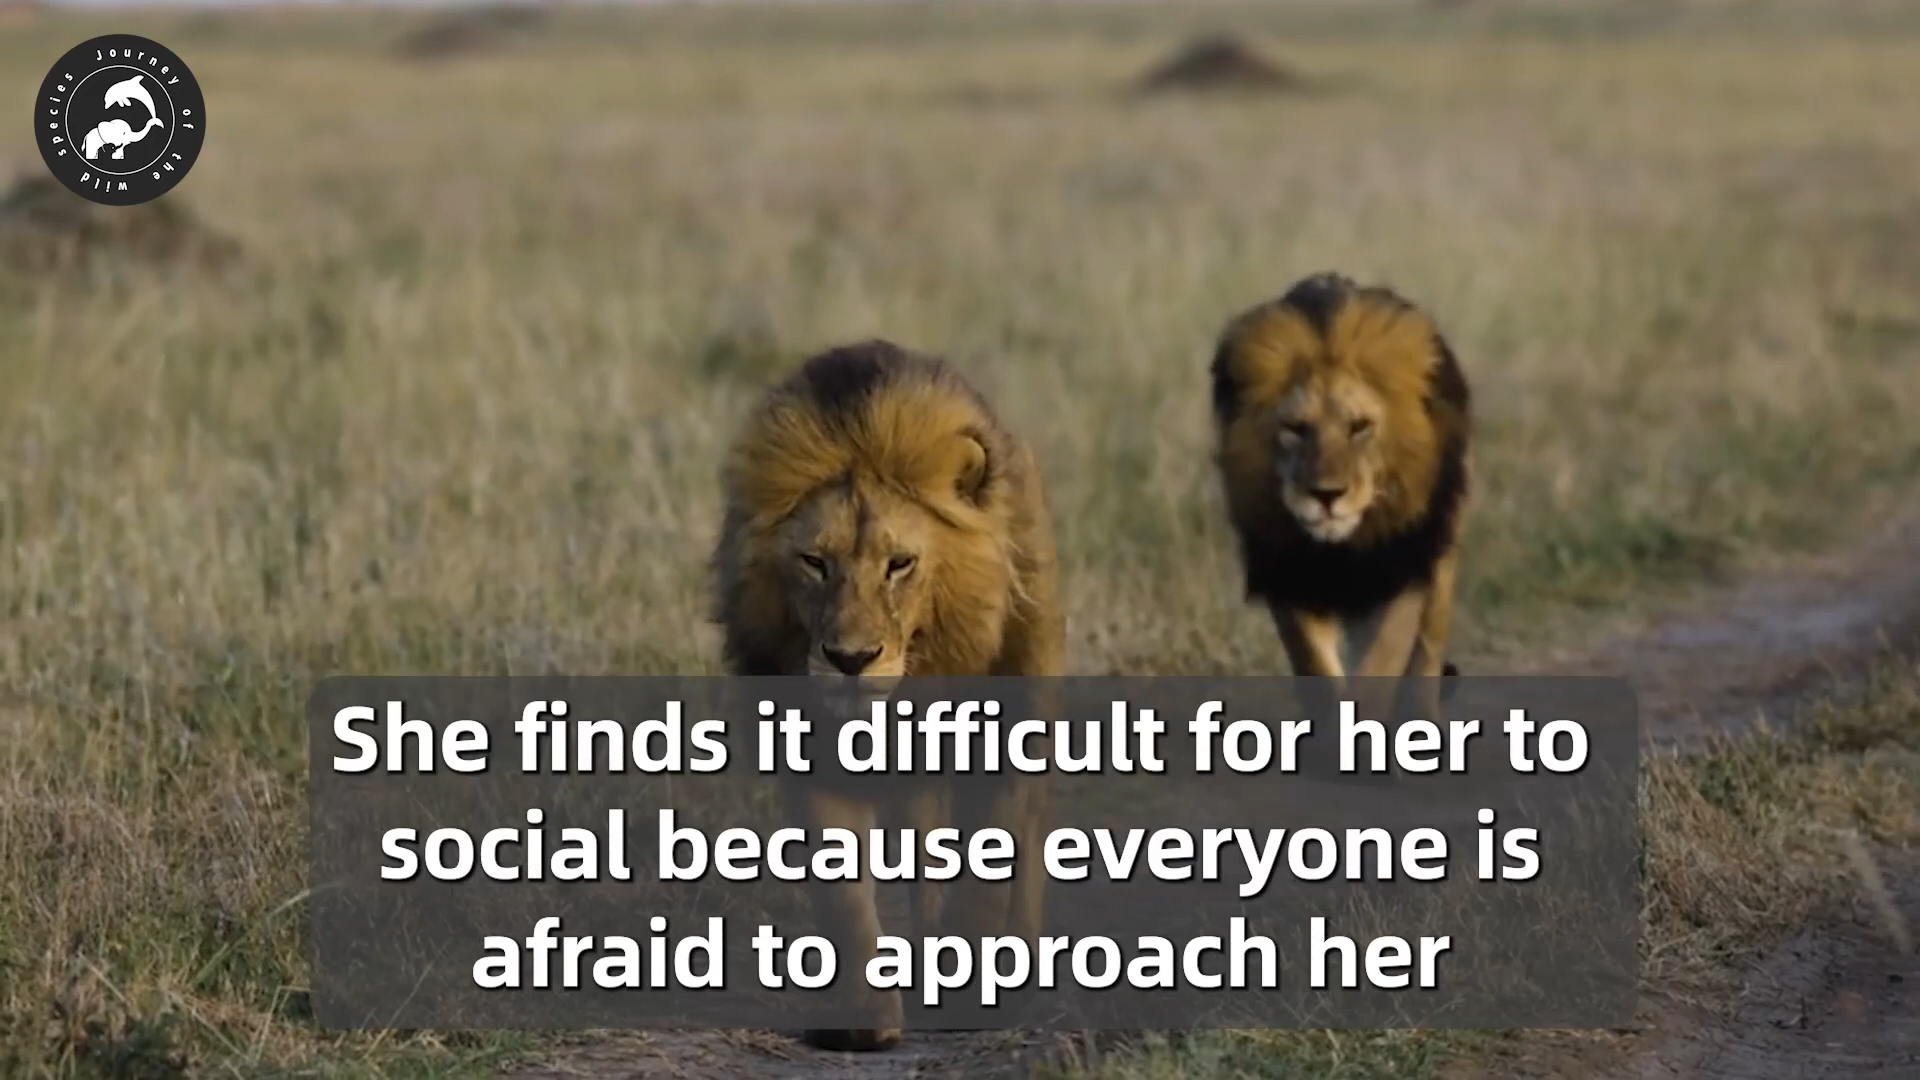 Journey of the wild species
She finds it difficult for her to
social because everyone is
afraid to approach her